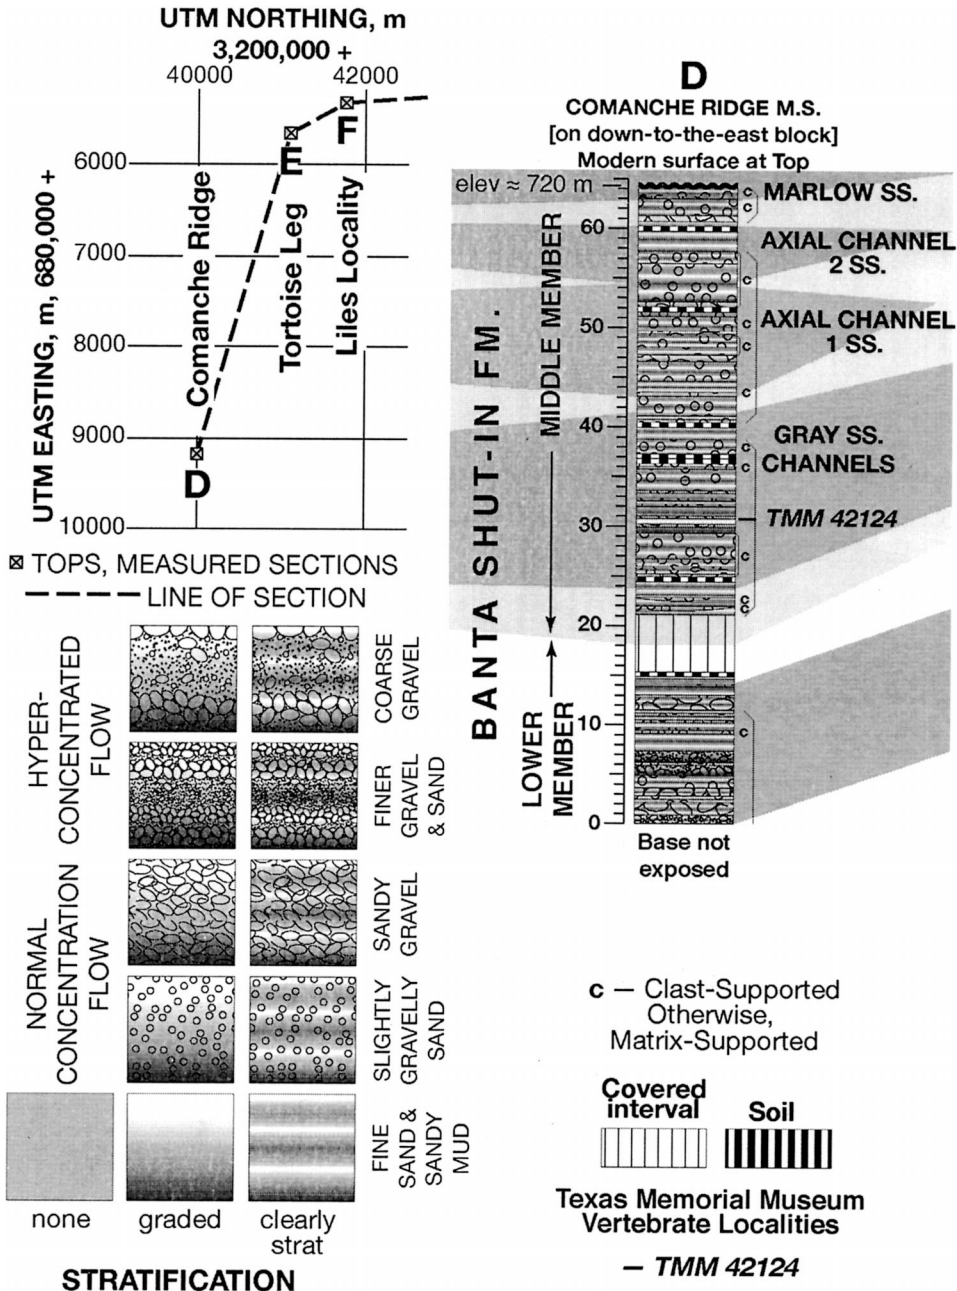 UTM NORTHING, m
3,200,000 +
40000
42000
UTM EASTING, m, 680,000 +
6000
7000
8000
9000
10000
D
E
F
Comanche Ridge
Tortoise Leg
Liles Locality
TOPS, MEASURED SECTIONS
LINE OF SECTION
HYPER-
CONCENTRATED
FLOW
COARSE
GRAVEL
FINER
GRAVEL
& SAND
NORMAL
CONCENTRATION
FLOW
SANDY
GRAVEL
SLIGHTLY
GRAVELLY
SAND
FINE
SAND &
SANDY
MUD
none
graded
clearly
strat
STRATIFICATION
D
COMANCHE RIDGE M.S.
[on down-to-the-east block]
Modern surface at Top
elev ≈ 720 m
60
50
40
30
20
10
0
BANTA SHUT-IN FM.
MIDDLE MEMBER
LOWER
MEMBER
c
c
c
c
c
c
c
c
c
c
c
c
MARLOW SS.
AXIAL CHANNEL
2 SS.
AXIAL CHANNEL
1 SS.
GRAY SS.
CHANNELS
TMM 42124
Base not
exposed
c — Clast-Supported
Otherwise,
Matrix-Supported
Covered
interval
Soil
Texas Memorial Museum
Vertebrate Localities
— TMM 42124